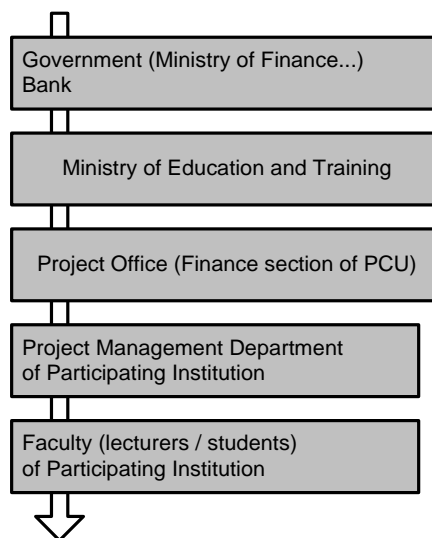 Government (Ministry of Finance...)
Bank
Ministry of Education and Training
Project Office (Finance section of PCU)
Project Management Department
of Participating Institution
Faculty (lecturers / students)
of Participating Institution